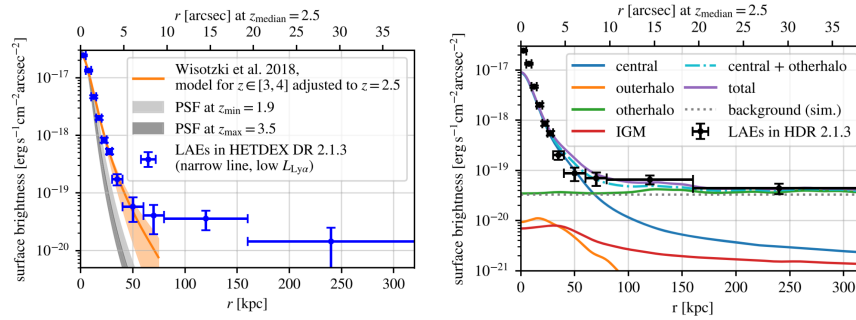 r [arcsec] at z_median = 2.5
0 5 10 15 20 25 30 35
surface brightness [erg s⁻¹ cm⁻² arcsec⁻²]
10⁻¹⁷
10⁻¹⁸
10⁻¹⁹
10⁻²⁰
Wisotzki et al. 2018,
model for z∈[3, 4] adjusted to z = 2.5
PSF at z_min = 1.9
PSF at z_max = 3.5
LAEs in HETDEX DR 2.1.3
(narrow line, low L_Lyα)
0 50 100 150 200 250 300
r [kpc]
r [arcsec] at z_median = 2.5
0 5 10 15 20 25 30 35
surface brightness [erg s⁻¹ cm⁻² arcsec⁻²]
10⁻¹⁷
10⁻¹⁸
10⁻¹⁹
10⁻²⁰
10⁻²¹
central
outerhalo
otherhalo
IGM
central + otherhalo
total
background (sim.)
LAEs in HDR 2.1.3
0 50 100 150 200 250 300
r [kpc]